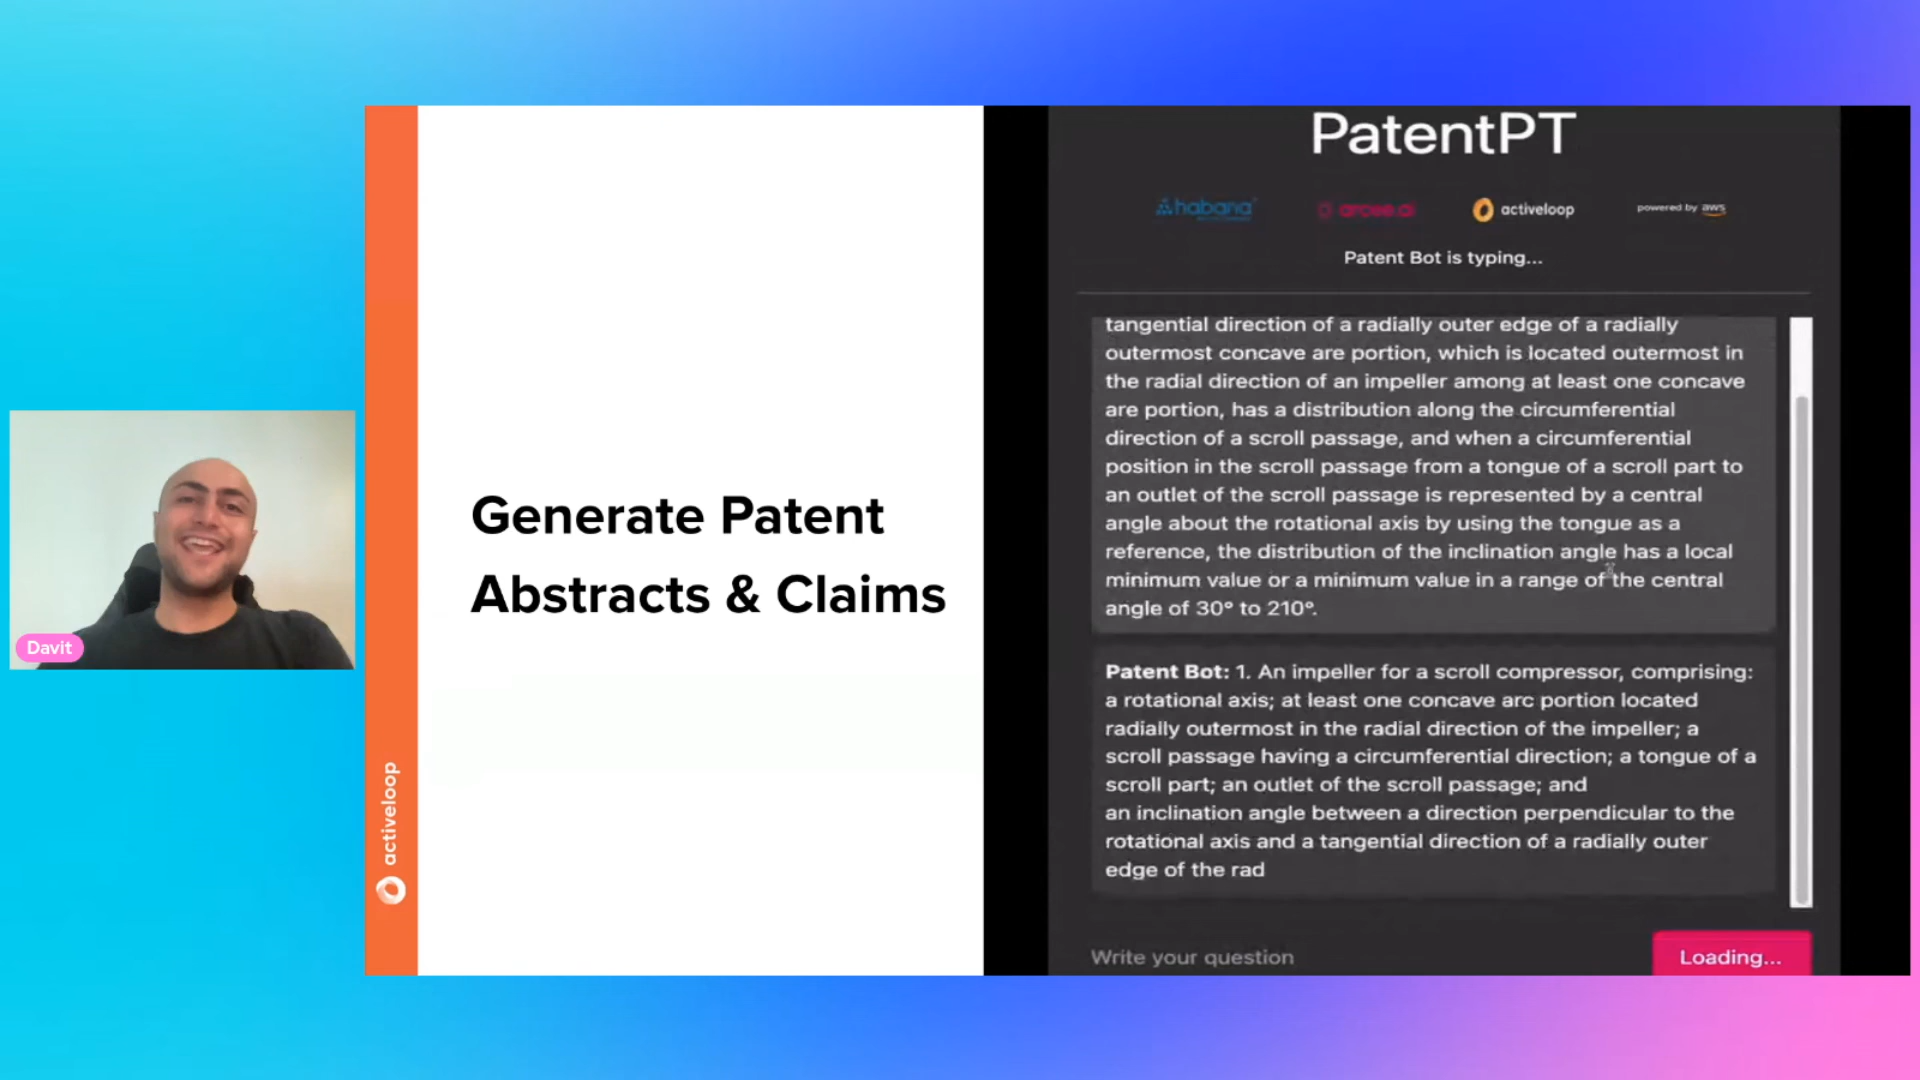 Davit
activeloop
Generate Patent
Abstracts & Claims
PatentPT
habana
arcee.ai
activeloop
powered by aws
Patent Bot is typing...
tangential direction of a radially outer edge of a radially
outermost concave are portion, which is located outermost in
the radial direction of an impeller among at least one concave
are portion, has a distribution along the circumferential
direction of a scroll passage, and when a circumferential
position in the scroll passage from a tongue of a scroll part to
an outlet of the scroll passage is represented by a central
angle about the rotational axis by using the tongue as a
reference, the distribution of the inclination angle has a local
minimum value or a minimum value in a range of the central
angle of 30° to 210°.
Patent Bot: 1. An impeller for a scroll compressor, comprising:
a rotational axis; at least one concave arc portion located
radially outermost in the radial direction of the impeller; a
scroll passage having a circumferential direction; a tongue of a
scroll part; an outlet of the scroll passage; and
an inclination angle between a direction perpendicular to the
rotational axis and a tangential direction of a radially outer
edge of the rad
Write your question
Loading...